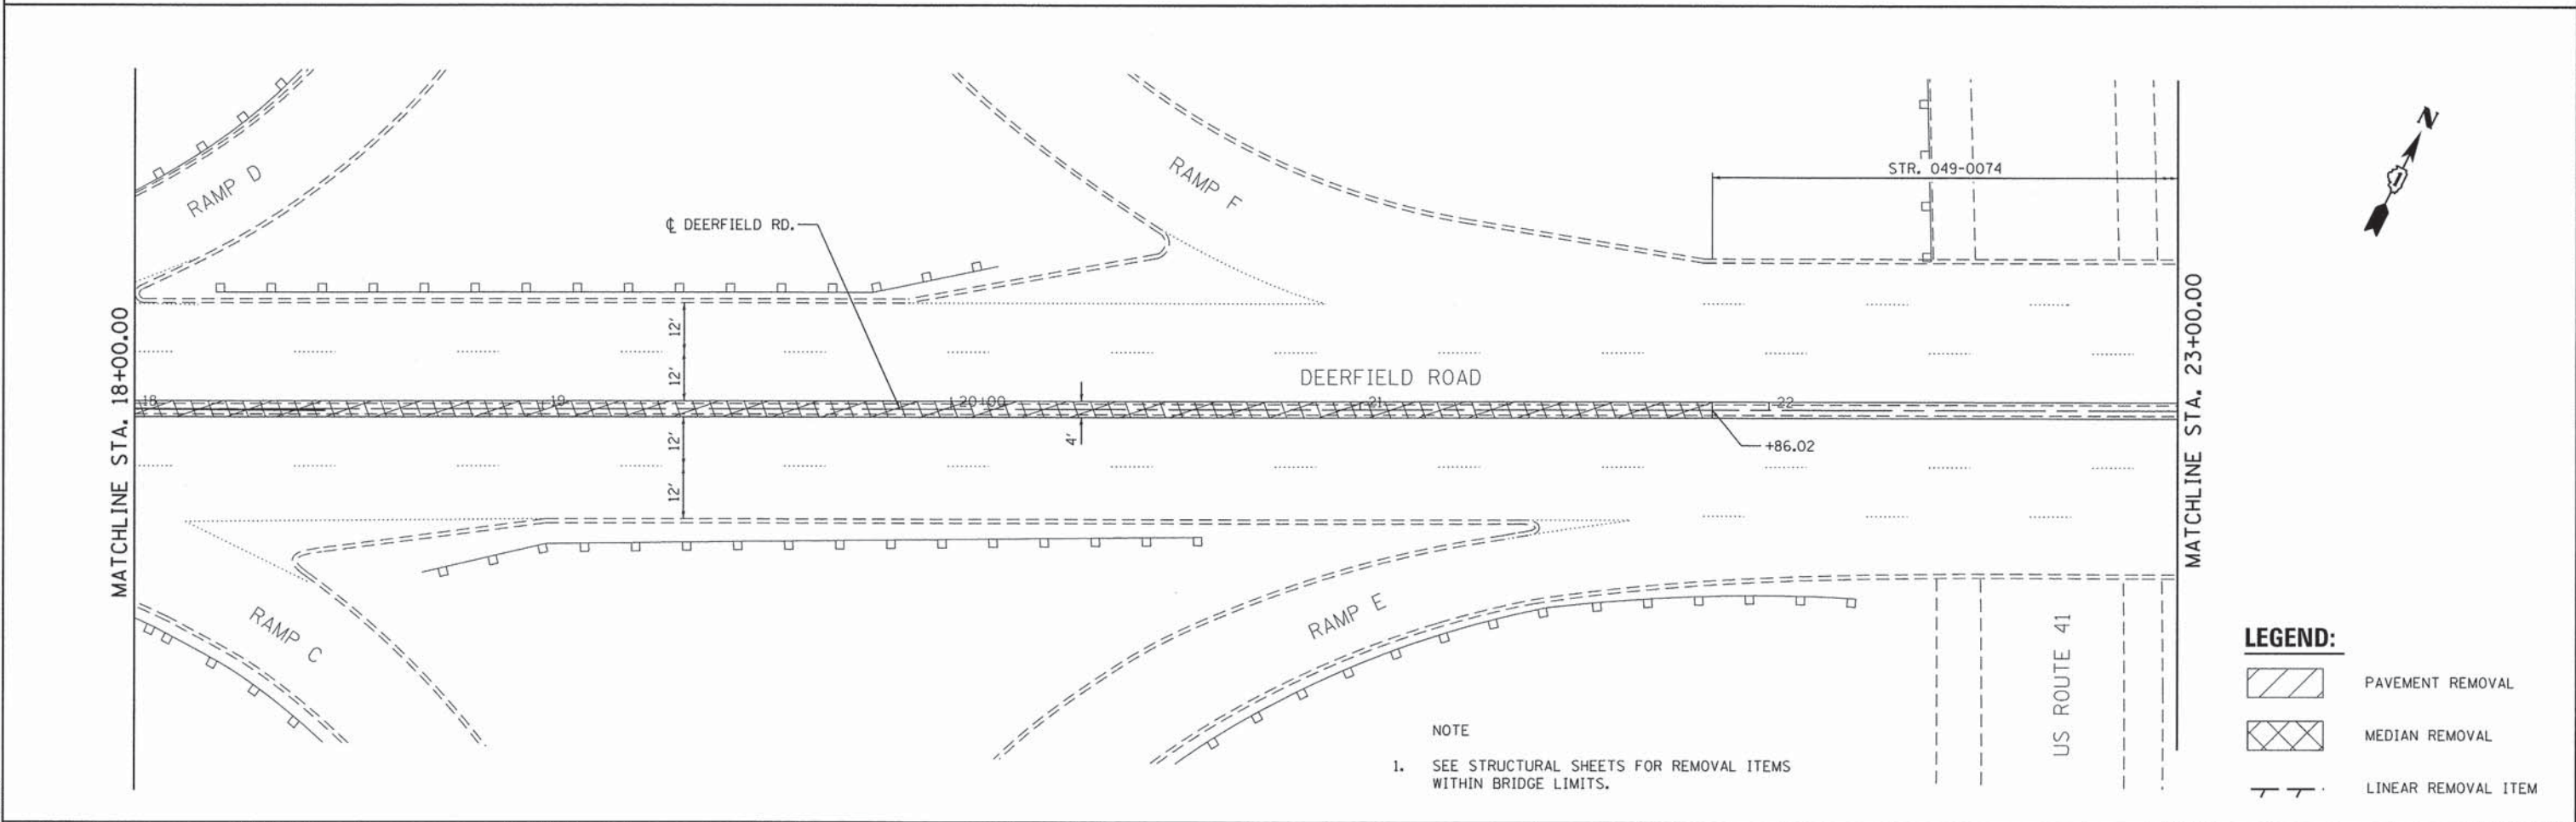 N
STR. 049-0074
RAMP D
RAMP F
℄ DEERFIELD RD.
12'
12'
DEERFIELD ROAD
MATCHLINE STA. 18+00.00
MATCHLINE STA. 23+00.00
18
19
20+00
21
22
4'
+86.02
12'
12'
RAMP C
RAMP E
US ROUTE 41
NOTE
1. SEE STRUCTURAL SHEETS FOR REMOVAL ITEMS
WITHIN BRIDGE LIMITS.
LEGEND:
PAVEMENT REMOVAL
MEDIAN REMOVAL
LINEAR REMOVAL ITEM